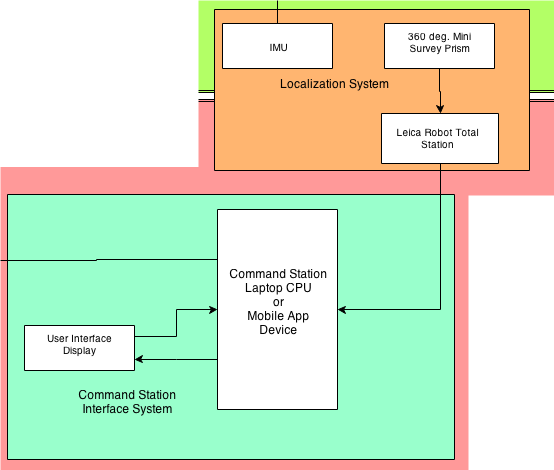 IMU
360 deg. Mini
Survey Prism
Localization System
Leica Robot Total
Station
Command Station
Laptop CPU
or
Mobile App
Device
User Interface
Display
Command Station
Interface System